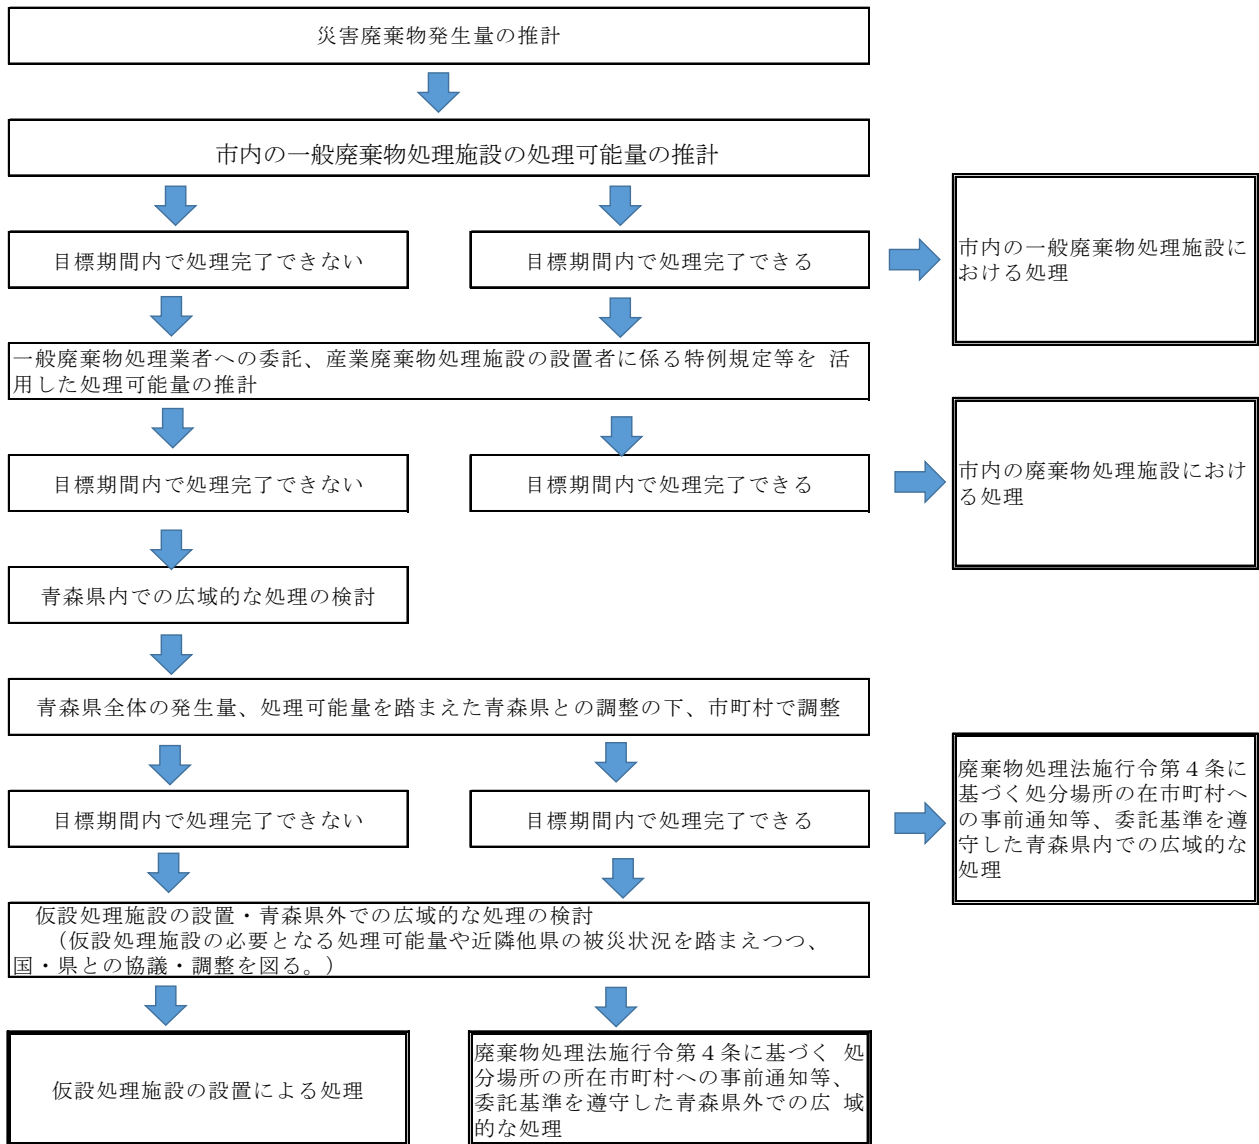 災害廃棄物発生量の推計
市内の一般廃棄物処理施設の処理可能量の推計
目標期間内で処理完了できない
目標期間内で処理完了できる
市内の一般廃棄物処理施設に
おける処理
一般廃棄物処理業者への委託、産業廃棄物処理施設の設置者に係る特例規定等を 活
用した処理可能量の推計
目標期間内で処理完了できない
目標期間内で処理完了できる
市内の廃棄物処理施設におけ
る処理
青森県内での広域的な処理の検討
青森県全体の発生量、処理可能量を踏まえた青森県との調整の下、市町村で調整
目標期間内で処理完了できない
目標期間内で処理完了できる
廃棄物処理法施行令第４条に
基づく処分場所の在市町村へ
の事前通知等、委託基準を遵
守した青森県内での広域的な
処理
仮設処理施設の設置・青森県外での広域的な処理の検討
（仮設処理施設の必要となる処理可能量や近隣他県の被災状況を踏まえつつ、
国・県との協議・調整を図る。）
仮設処理施設の設置による処理
廃棄物処理法施行令第４条に基づく 処
分場所の所在市町村への事前通知等、
委託基準を遵守した青森県外での広 域
的な処理